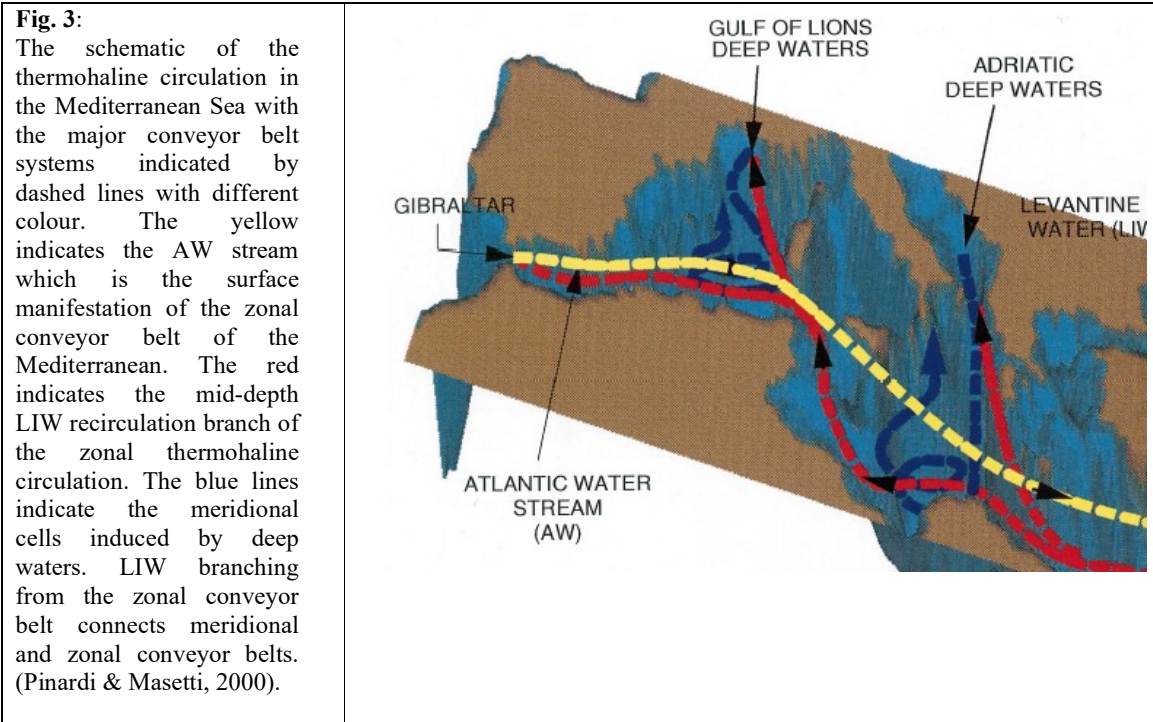 Fig. 3:
The schematic of the
thermohaline circulation in
the Mediterranean Sea with
the major conveyor belt
systems indicated by
dashed lines with different
colour. The yellow
indicates the AW stream
which is the surface
manifestation of the zonal
conveyor belt of the
Mediterranean. The red
indicates the mid-depth
LIW recirculation branch of
the zonal thermohaline
circulation. The blue lines
indicate the meridional
cells induced by deep
waters. LIW branching
from the zonal conveyor
belt connects meridional
and zonal conveyor belts.
(Pinardi & Masetti, 2000).
GULF OF LIONS
DEEP WATERS
ADRIATIC
DEEP WATERS
GIBRALTAR
LEVANTINE
WATER (LIW
ATLANTIC WATER
STREAM
(AW)